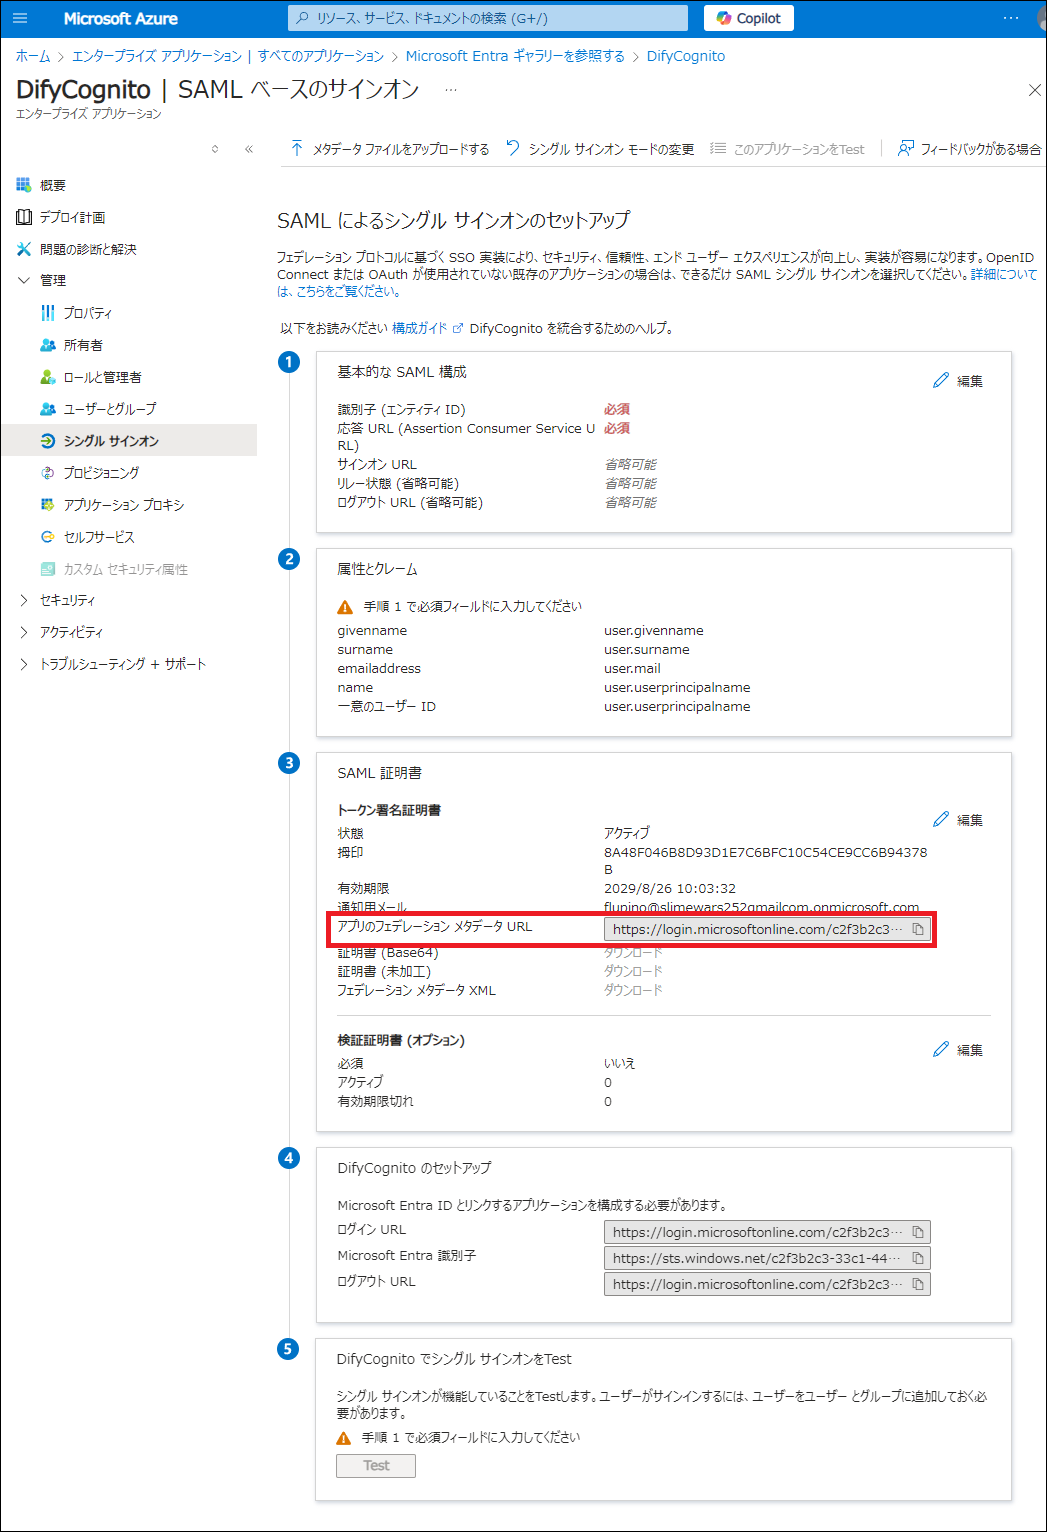 Microsoft Azure
リソース、サービス、ドキュメントの検索 (G+/)
Copilot
ホーム > エンタープライズ アプリケーション | すべてのアプリケーション > Microsoft Entra ギャラリーを参照する > DifyCognito
DifyCognito | SAML ベースのサインオン
エンタープライズ アプリケーション
メタデータ ファイルをアップロードする
シングル サインオン モードの変更
このアプリケーションをTest
フィードバックがある場合
概要
デプロイ計画
問題の診断と解決
管理
プロパティ
所有者
ロールと管理者
ユーザーとグループ
シングル サインオン
プロビジョニング
アプリケーション プロキシ
セルフサービス
カスタム セキュリティ属性
セキュリティ
アクティビティ
トラブルシューティング + サポート
SAML によるシングル サインオンのセットアップ
フェデレーション プロトコルに基づく SSO 実装により、セキュリティ、信頼性、エンド ユーザー エクスペリエンスが向上し、実装が容易になります。OpenID
Connect または OAuth が使用されていない既存のアプリケーションの場合は、できるだけ SAML シングル サインオンを選択してください。詳細について
は、こちらをご覧ください。
以下をお読みください 構成ガイド DifyCognito を統合するためのヘルプ。
1
基本的な SAML 構成
編集
識別子 (エンティティ ID) 必須
応答 URL (Assertion Consumer Service U 必須
RL)
サインオン URL 省略可能
リレー状態 (省略可能) 省略可能
ログアウト URL (省略可能) 省略可能
2
属性とクレーム
手順 1 で必須フィールドに入力してください
givenname user.givenname
surname user.surname
emailaddress user.mail
name user.userprincipalname
一意のユーザー ID user.userprincipalname
3
SAML 証明書
トークン署名証明書
編集
状態 アクティブ
拇印 8A48F046B8D93D1E7C6BFC10C54CE9CC6B94378
B
有効期限 2029/8/26 10:03:32
通知用メール flupino@slimewars252gmailcom.onmicrosoft.com
アプリのフェデレーション メタデータ URL https://login.microsoftonline.com/c2f3b2c3…
証明書 (Base64) ダウンロード
証明書 (未加工) ダウンロード
フェデレーション メタデータ XML ダウンロード
検証証明書 (オプション)
編集
必須 いいえ
アクティブ 0
有効期限切れ 0
4
DifyCognito のセットアップ
Microsoft Entra ID とリンクするアプリケーションを構成する必要があります。
ログイン URL https://login.microsoftonline.com/c2f3b2c3…
Microsoft Entra 識別子 https://sts.windows.net/c2f3b2c3-33c1-44…
ログアウト URL https://login.microsoftonline.com/c2f3b2c3…
5
DifyCognito でシングル サインオンをTest
シングル サインオンが機能していることをTestします。ユーザーがサインインするには、ユーザーをユーザー とグループに追加しておく必
要があります。
手順 1 で必須フィールドに入力してください
Test